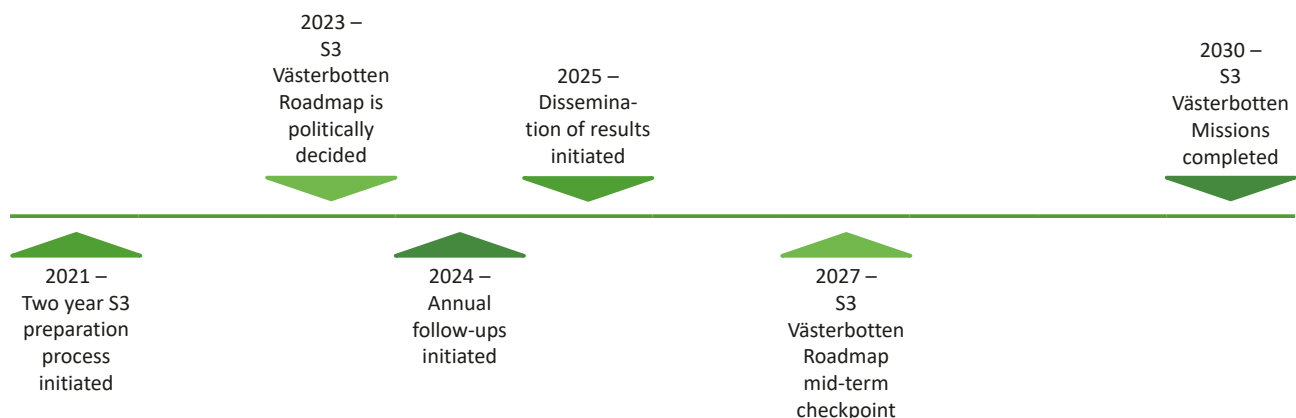 2023 –
S3
Västerbotten
Roadmap is
politically
decided
2025 –
Dissemina-
tion of results
initiated
2030 –
S3
Västerbotten
Missions
completed
2021 –
Two year S3
preparation
process
initiated
2024 –
Annual
follow-ups
initiated
2027 –
S3
Västerbotten
Roadmap
mid-term
checkpoint